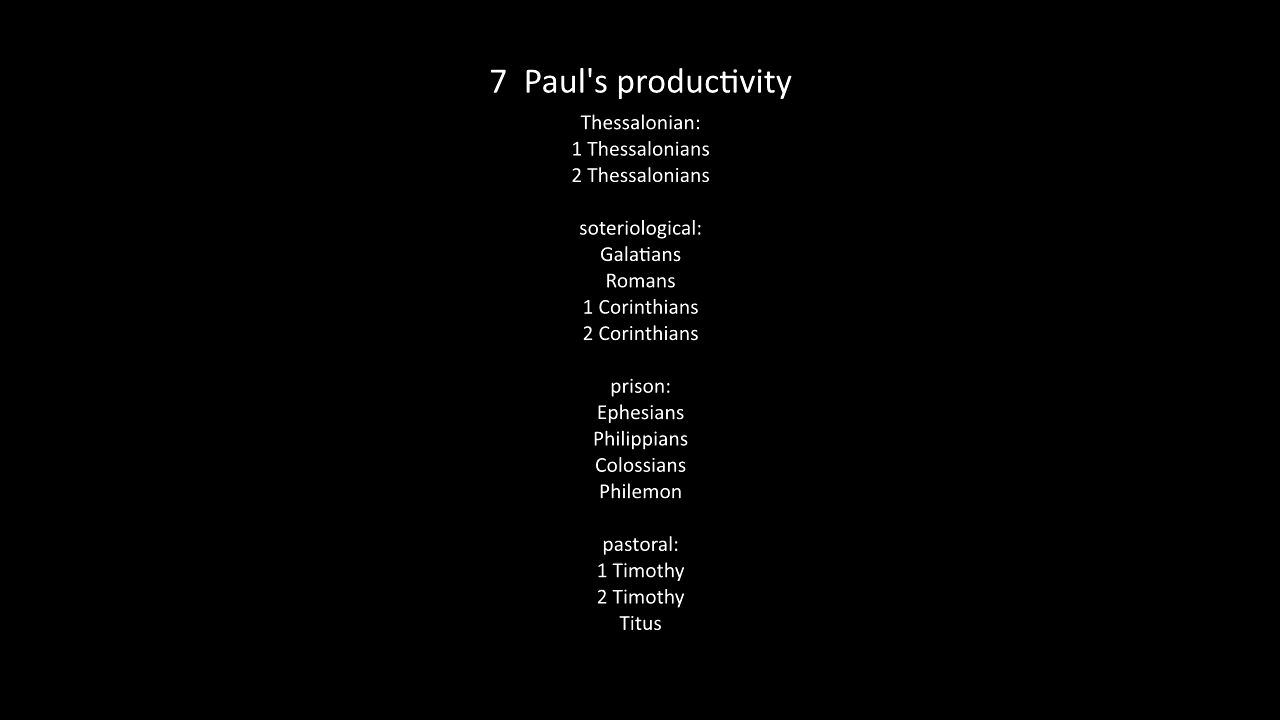 7 Paul's productivity
Thessalonian:
1 Thessalonians
2 Thessalonians
soteriological:
Galatians
Romans
1 Corinthians
2 Corinthians
prison:
Ephesians
Philippians
Colossians
Philemon
pastoral:
1 Timothy
2 Timothy
Titus